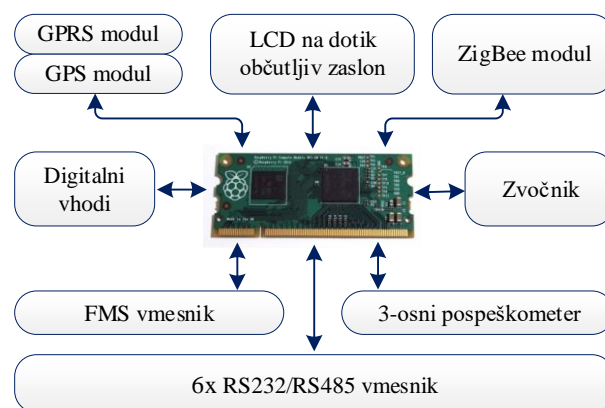 GPRS modul
GPS modul
LCD na dotik
občutljiv zaslon
ZigBee modul
Digitalni
vhodi
Zvočnik
FMS vmesnik
3-osni pospeškometer
6x RS232/RS485 vmesnik